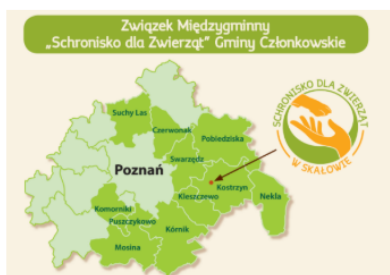 Związek Międzygminny
„Schronisko dla Zwierząt” Gminy Członkowskie
SCHRONISKO DLA ZWIERZĄT
W SKAŁOWIE
Suchy Las
Czerwonak
Pobiedziska
Swarzędz
Poznań
Kostrzyn
Nekla
Kleszczewo
Komorniki
Puszczykowo
Kórnik
Mosina